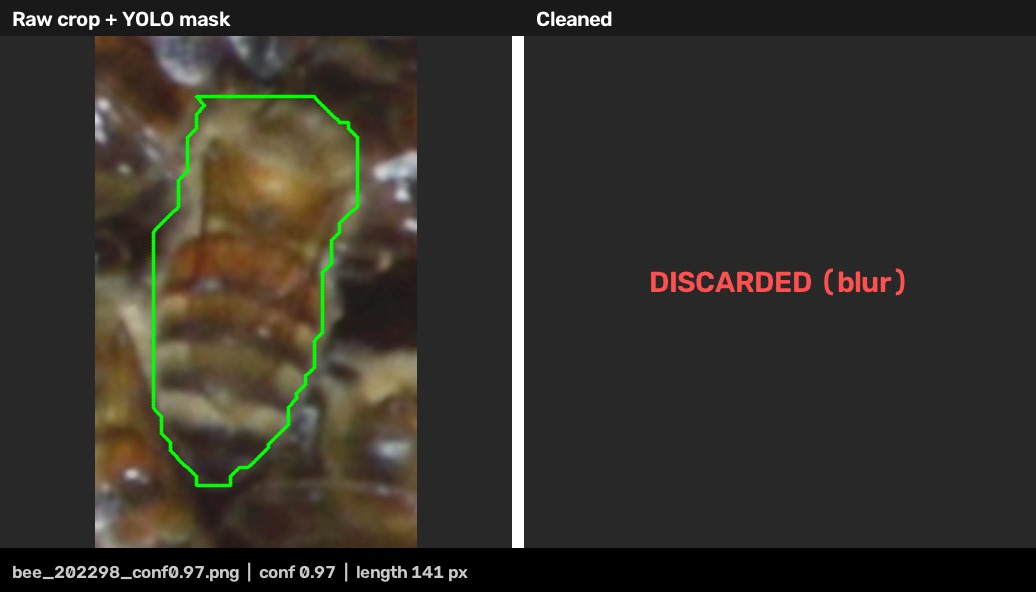 Raw crop + YOLO mask
Cleaned
DISCARDED (blur)
bee_202298_conf0.97.png | conf 0.97 | length 141 px